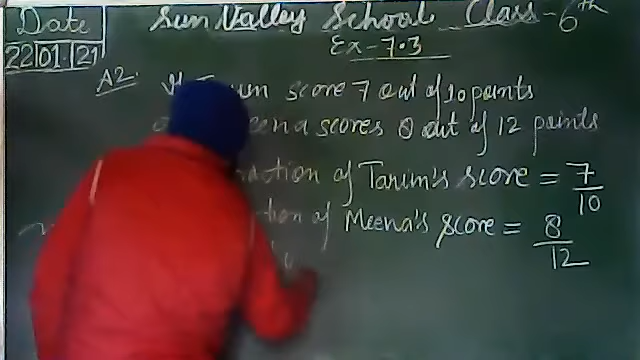 Date
22 01 21
Sun Valley School Class - 6th
Ex - 7.3
A2. score 7 out of 10 points
scores 8 out of 12 points
of Tarun's score = 7/10
of Meena's score = 8/12